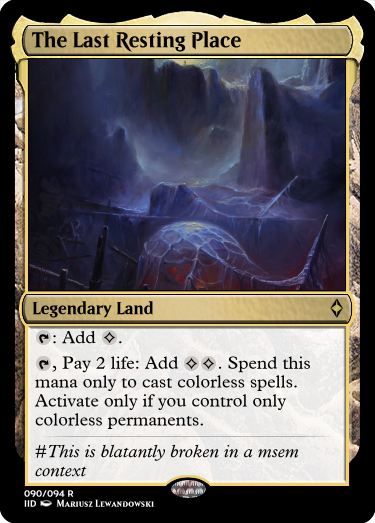 The Last Resting Place
Legendary Land
: Add .
, Pay 2 life: Add . Spend this
mana only to cast colorless spells.
Activate only if you control only
colorless permanents.
#This is blatantly broken in a msem
context
090/094 R
IID Mariusz Lewandowski